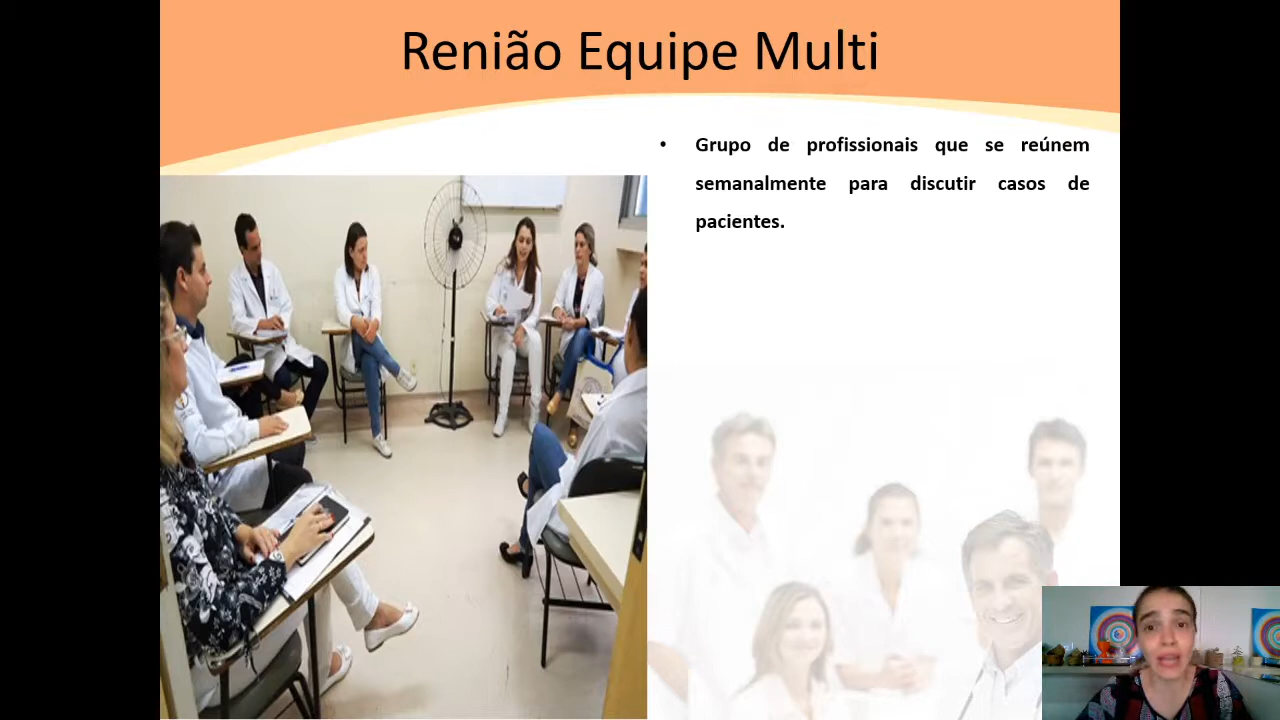 Renião Equipe Multi
• Grupo de profissionais que se reúnem
semanalmente para discutir casos de
pacientes.